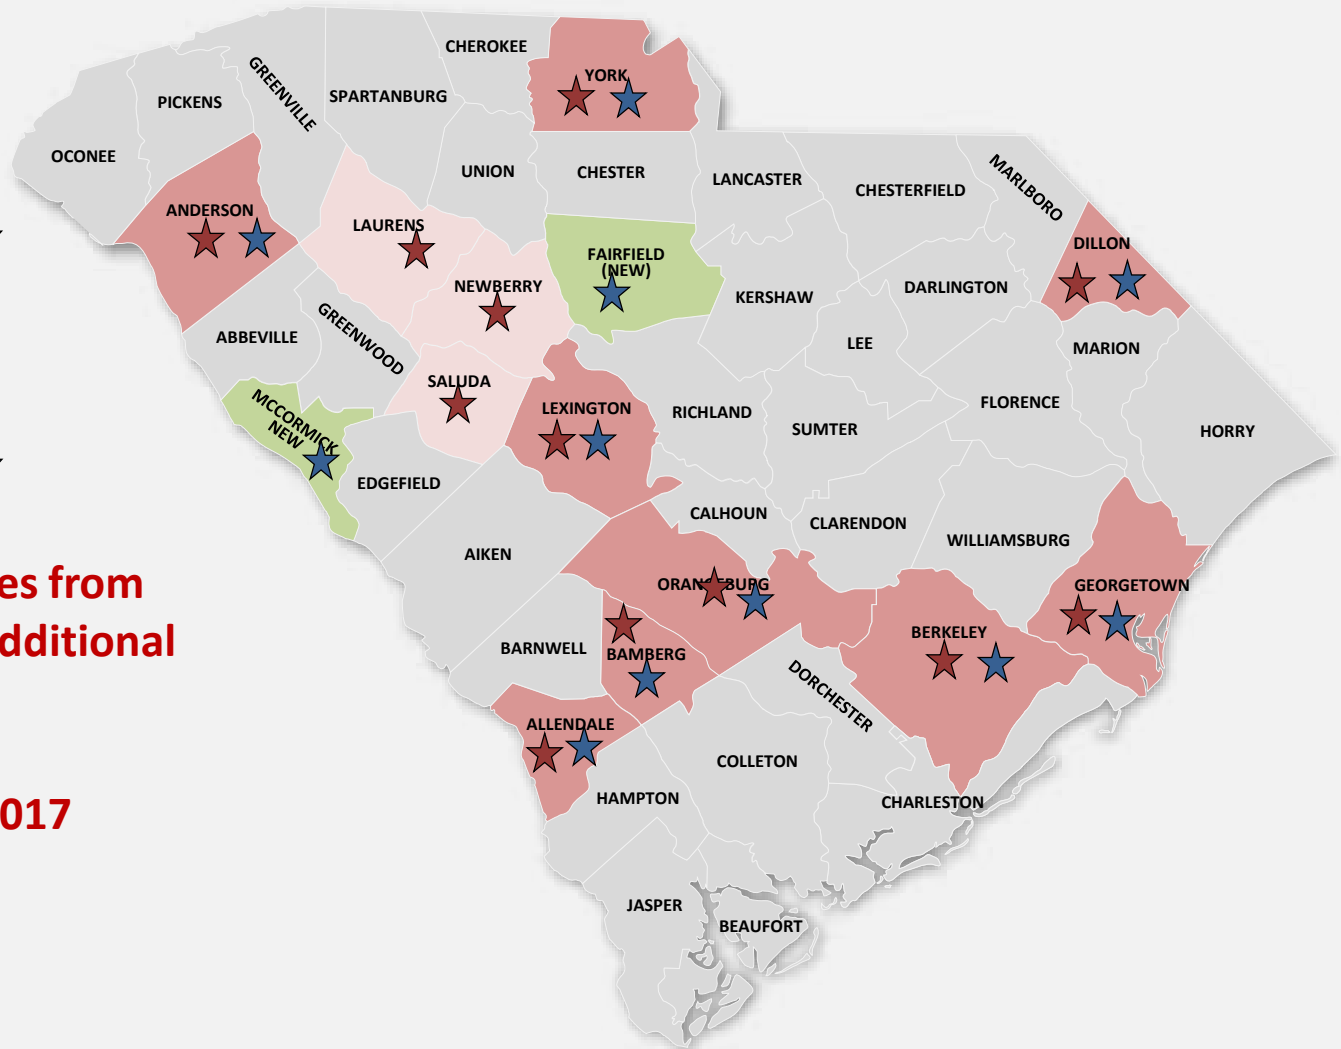 CHEROKEE
YORK
GREENVILLE
PICKENS
SPARTANBURG
OCONEE
UNION
CHESTER
LANCASTER
CHESTERFIELD
MARLBORO
ANDERSON
LAURENS
FAIRFIELD
(NEW)
DILLON
NEWBERRY
KERSHAW
DARLINGTON
ABBEVILLE
GREENWOOD
LEE
MARION
SALUDA
LEXINGTON
RICHLAND
SUMTER
FLORENCE
HORRY
MCCORMICK
NEW
EDGEFIELD
CALHOUN
CLARENDON
WILLIAMSBURG
AIKEN
es from
dditional
ORANGEBURG
GEORGETOWN
BARNWELL
BAMBERG
BERKELEY
DORCHESTER
ALLENDALE
COLLETON
HAMPTON
CHARLESTON
017
JASPER
BEAUFORT